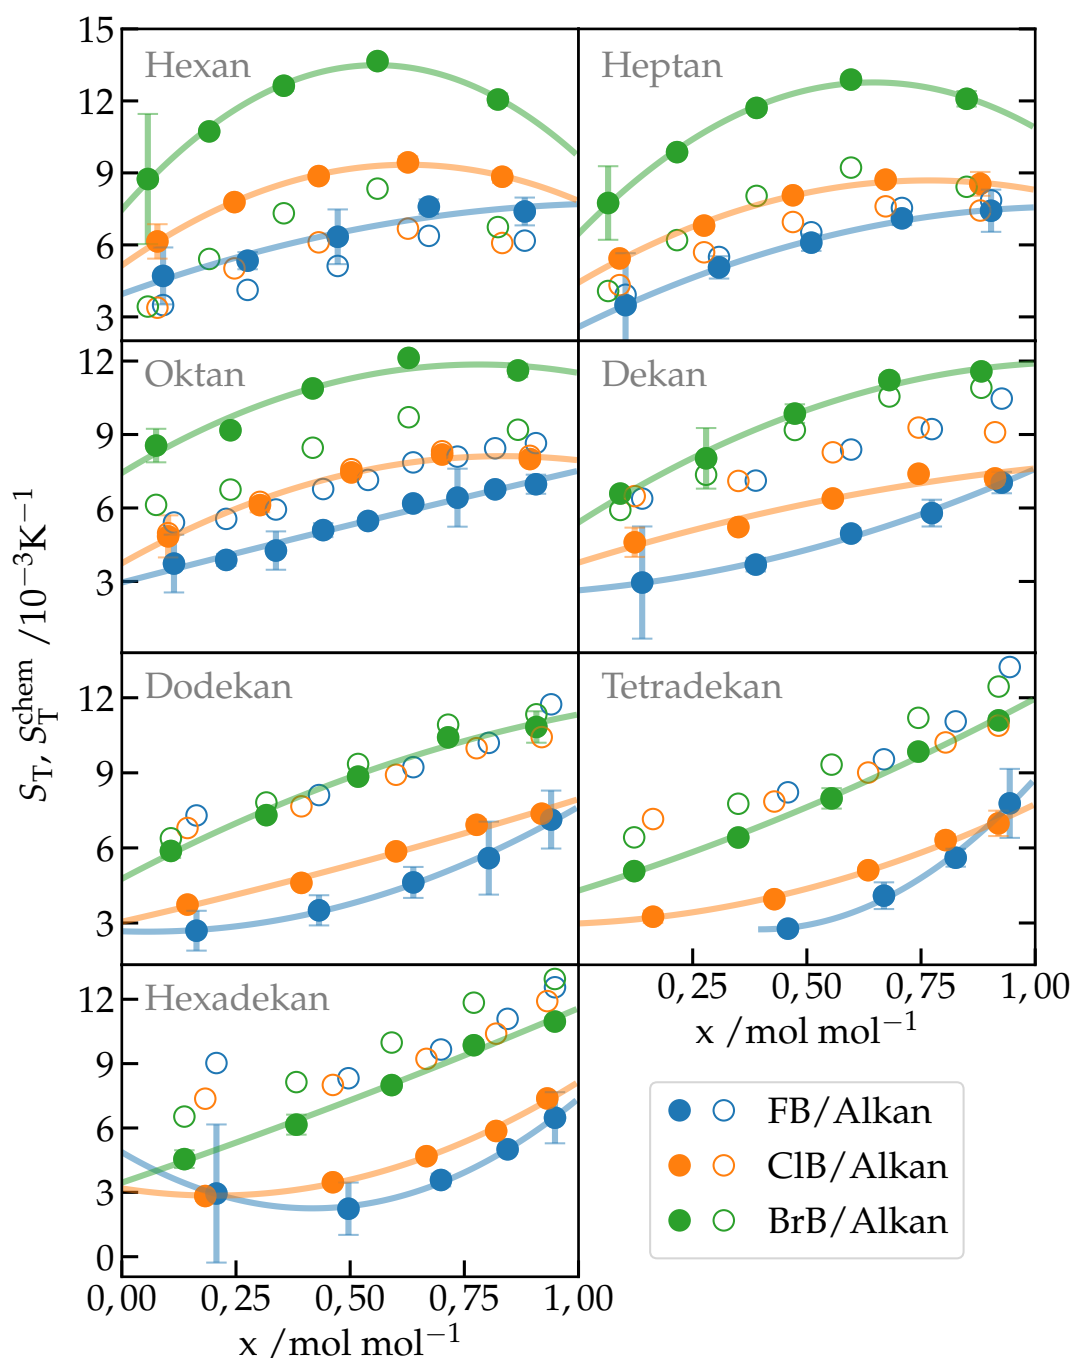 15
12
9
6
3
Hexan
Heptan
12
9
6
3
Oktan
Dekan
12
9
6
3
Dodekan
Tetradekan
0,25 0,50 0,75 1,00
x /mol mol⁻¹
12
9
6
3
0
Hexadekan
0,00 0,25 0,50 0,75 1,00
x /mol mol⁻¹
S_T, S_T^chem /10⁻³K⁻¹
FB/Alkan
ClB/Alkan
BrB/Alkan